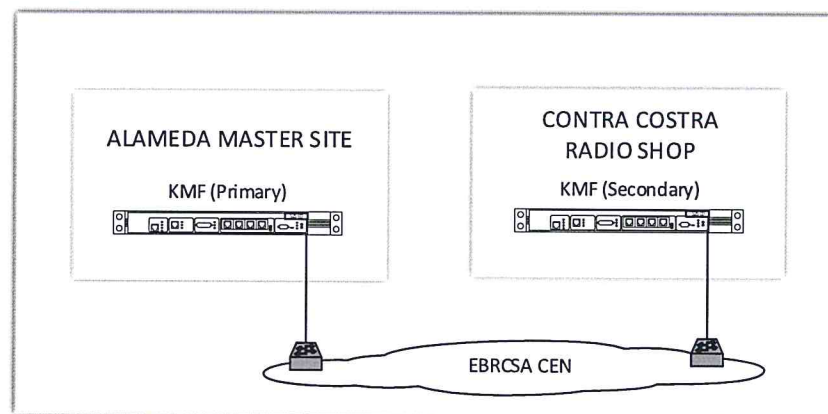 ALAMEDA MASTER SITE
KMF (Primary)
CONTRA COSTRA
RADIO SHOP
KMF (Secondary)
EBRCSA CEN